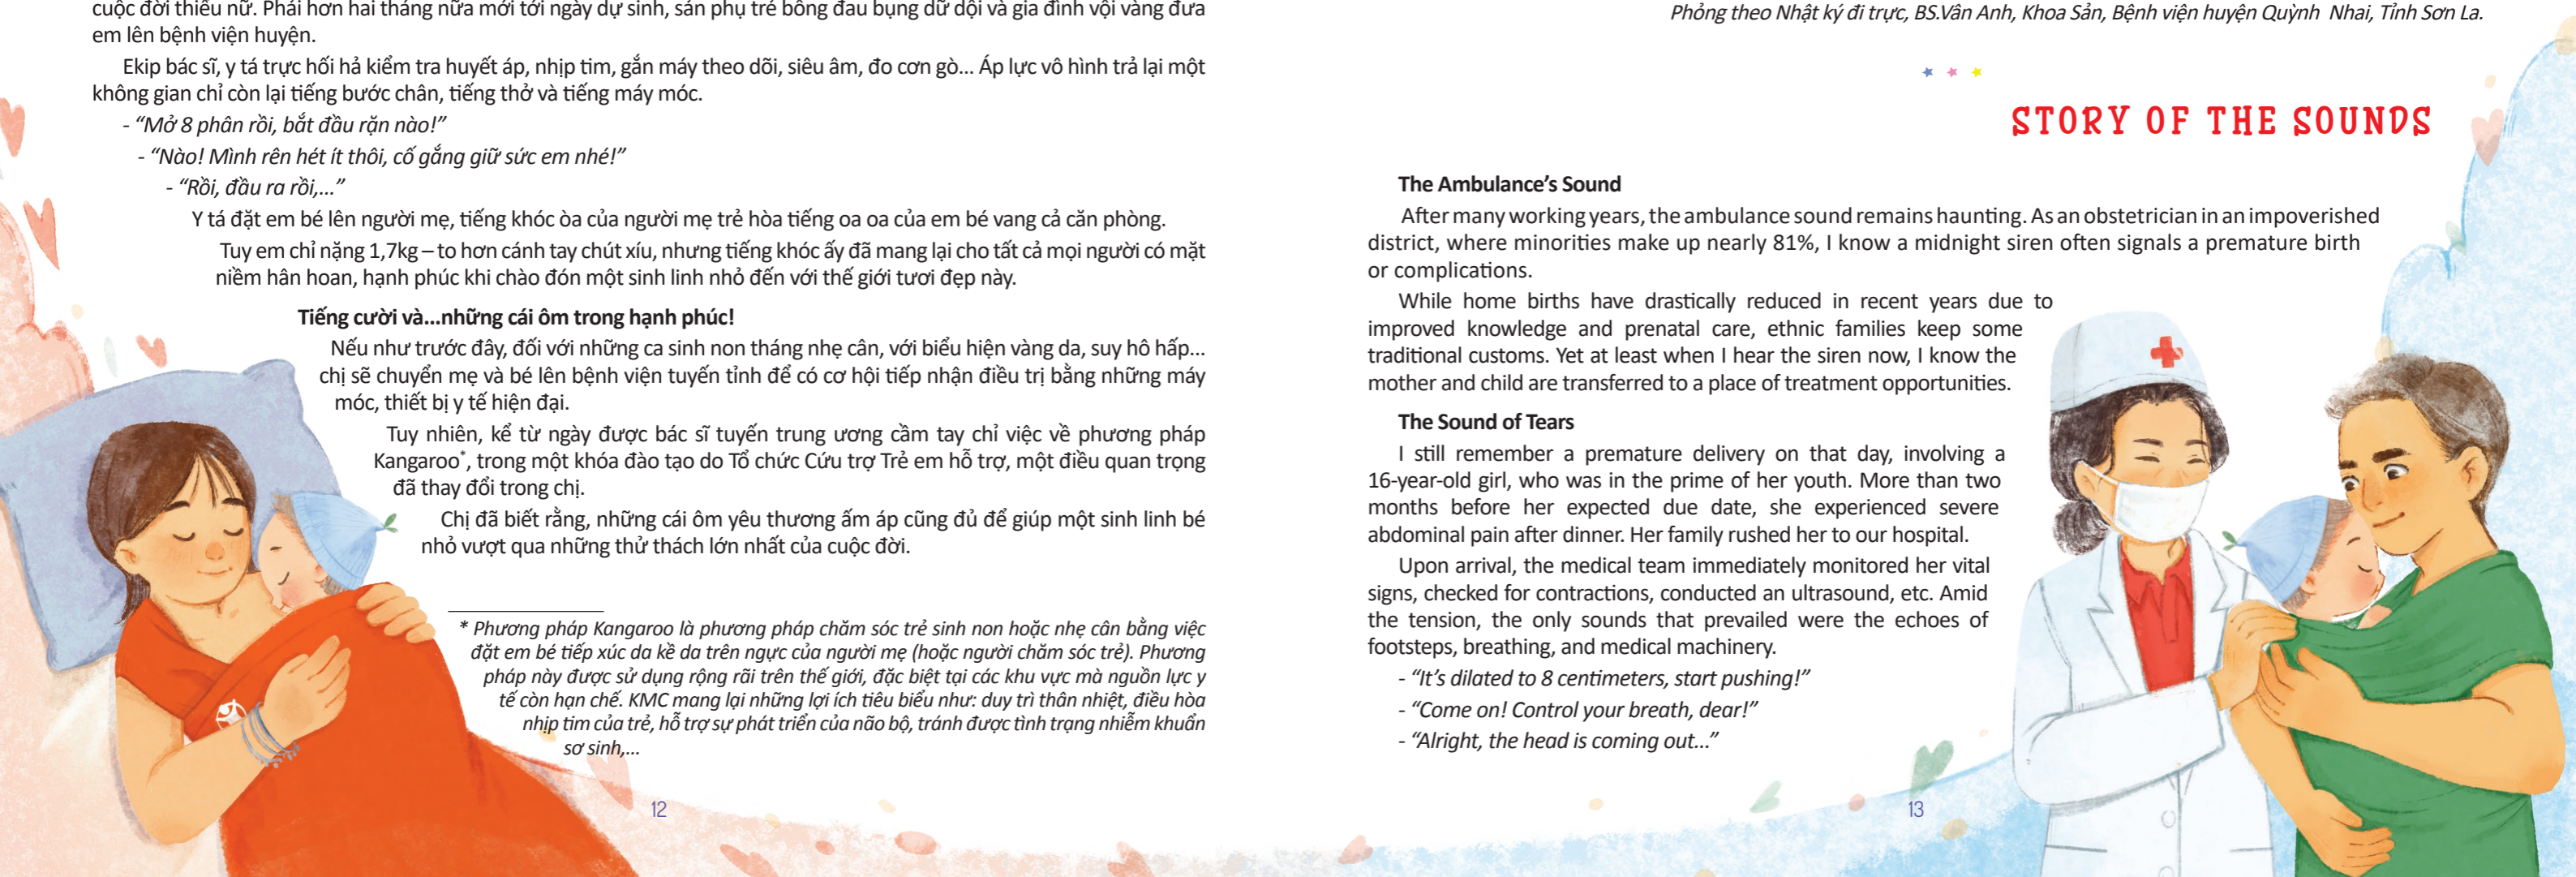 cuộc đời thiếu nữ. Phải hơn hai tháng nữa mới tới ngày dự sinh, sản phụ trẻ bỗng đau bụng dữ dội và gia đình vội vàng đưa
em lên bệnh viện huyện.
Ekip bác sĩ, y tá trực hối hả kiểm tra huyết áp, nhịp tim, gắn máy theo dõi, siêu âm, đo cơn gò... Áp lực vô hình trả lại một
không gian chỉ còn lại tiếng bước chân, tiếng thở và tiếng máy móc.
- “Mở 8 phân rồi, bắt đầu rặn nào!”
- “Nào! Mình rên hét ít thôi, cố gắng giữ sức em nhé!”
- “Rồi, đầu ra rồi,...”
Y tá đặt em bé lên người mẹ, tiếng khóc òa của người mẹ trẻ hòa tiếng oa oa của em bé vang cả căn phòng.
Tuy em chỉ nặng 1,7kg – to hơn cánh tay chút xíu, nhưng tiếng khóc ấy đã mang lại cho tất cả mọi người có mặt
niềm hân hoan, hạnh phúc khi chào đón một sinh linh nhỏ đến với thế giới tươi đẹp này.
Tiếng cười và...những cái ôm trong hạnh phúc!
Nếu như trước đây, đối với những ca sinh non tháng nhẹ cân, với biểu hiện vàng da, suy hô hấp...
chị sẽ chuyển mẹ và bé lên bệnh viện tuyến tỉnh để có cơ hội tiếp nhận điều trị bằng những máy
móc, thiết bị y tế hiện đại.
Tuy nhiên, kể từ ngày được bác sĩ tuyến trung ương cầm tay chỉ việc về phương pháp
Kangaroo*, trong một khóa đào tạo do Tổ chức Cứu trợ Trẻ em hỗ trợ, một điều quan trọng
đã thay đổi trong chị.
Chị đã biết rằng, những cái ôm yêu thương ấm áp cũng đủ để giúp một sinh linh bé
nhỏ vượt qua những thử thách lớn nhất của cuộc đời.
* Phương pháp Kangaroo là phương pháp chăm sóc trẻ sinh non hoặc nhẹ cân bằng việc
đặt em bé tiếp xúc da kề da trên ngực của người mẹ (hoặc người chăm sóc trẻ). Phương
pháp này được sử dụng rộng rãi trên thế giới, đặc biệt tại các khu vực mà nguồn lực y
tế còn hạn chế. KMC mang lại những lợi ích tiêu biểu như: duy trì thân nhiệt, điều hòa
nhịp tim của trẻ, hỗ trợ sự phát triển của não bộ, tránh được tình trạng nhiễm khuẩn
sơ sinh,...
12
Phỏng theo Nhật ký đi trực, BS.Vân Anh, Khoa Sản, Bệnh viện huyện Quỳnh Nhai, Tỉnh Sơn La.
STORY OF THE SOUNDS
The Ambulance’s Sound
After many working years, the ambulance sound remains haunting. As an obstetrician in an impoverished
district, where minorities make up nearly 81%, I know a midnight siren often signals a premature birth
or complications.
While home births have drastically reduced in recent years due to
improved knowledge and prenatal care, ethnic families keep some
traditional customs. Yet at least when I hear the siren now, I know the
mother and child are transferred to a place of treatment opportunities.
The Sound of Tears
I still remember a premature delivery on that day, involving a
16-year-old girl, who was in the prime of her youth. More than two
months before her expected due date, she experienced severe
abdominal pain after dinner. Her family rushed her to our hospital.
Upon arrival, the medical team immediately monitored her vital
signs, checked for contractions, conducted an ultrasound, etc. Amid
the tension, the only sounds that prevailed were the echoes of
footsteps, breathing, and medical machinery.
- “It’s dilated to 8 centimeters, start pushing!”
- “Come on! Control your breath, dear!”
- “Alright, the head is coming out...”
13